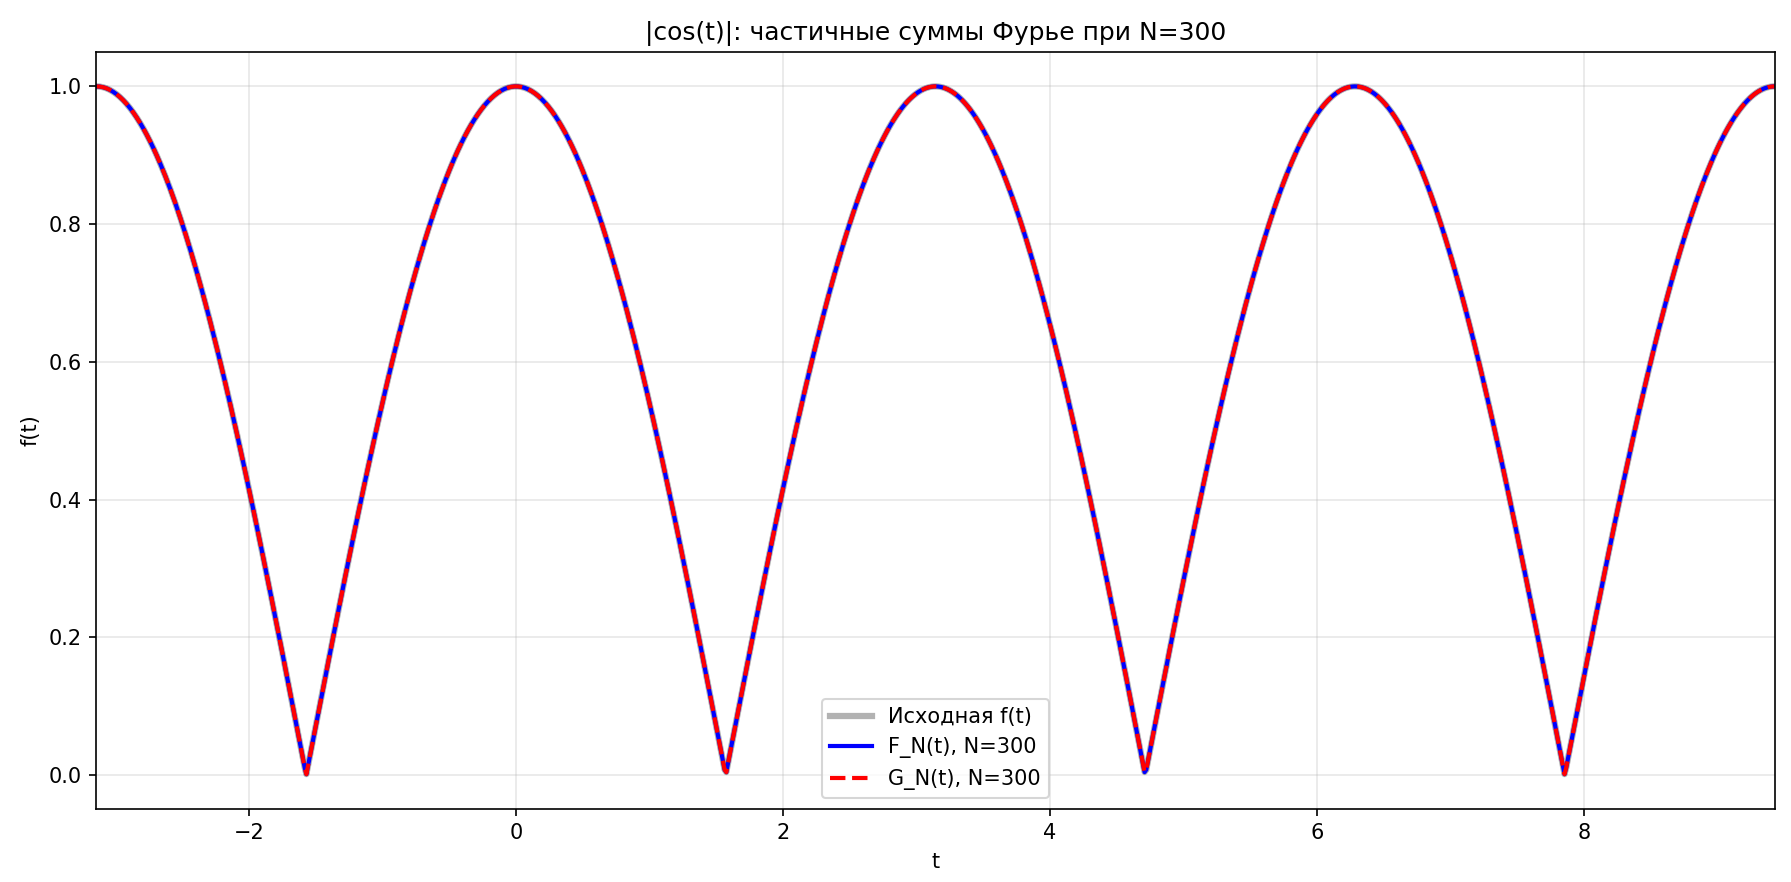 |cos(t)|: частичные суммы Фурье при N=300
f(t)
1.0
0.8
0.6
0.4
0.2
0.0
Исходная f(t)
F_N(t), N=300
G_N(t), N=300
−2 0 2 4 6 8
t